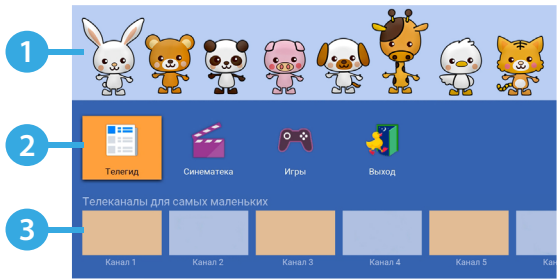 1
2
Телегид Синематека Игры Выход
Телеканалы для самых маленьких
3
Канал 1 Канал 2 Канал 3 Канал 4 Канал 5 Кан